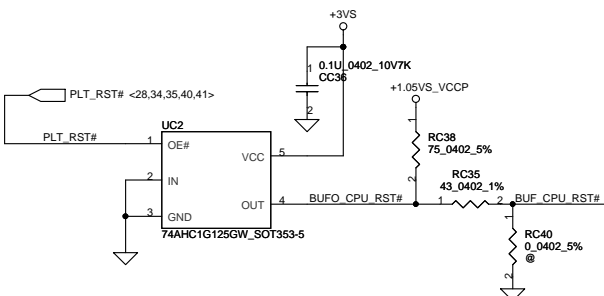 +3VS
1
0.1U_0402_10V7K
CC36
2
PLT_RST# <28,34,35,40,41>
+1.05VS_VCCP
UC2
PLT_RST#
1
OE#
VCC
5
1
RC38
75_0402_5%
2
2
IN
OUT
4
BUFO_CPU_RST#
RC35
43_0402_1%
1
2
BUF_CPU_RST#
3
GND
74AHC1G125GW_SOT353-5
1
RC40
0_0402_5%
@
2